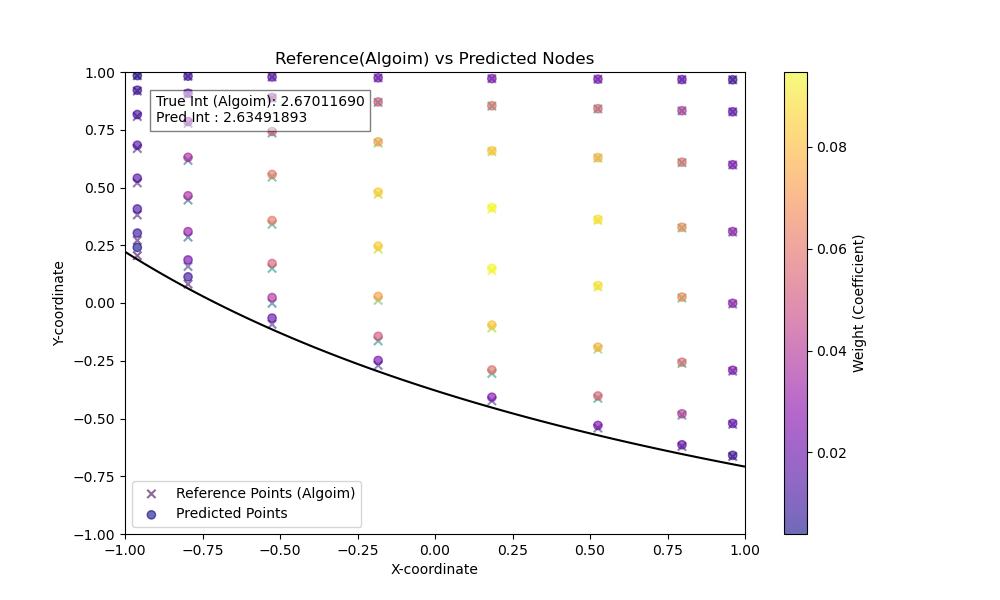 Reference(Algoim) vs Predicted Nodes
True Int (Algoim): 2.67011690
Pred Int : 2.63491893
1.00
0.75
0.50
0.25
0.00
−0.25
−0.50
−0.75
−1.00
Y-coordinate
Reference Points (Algoim)
Predicted Points
−1.00 −0.75 −0.50 −0.25 0.00 0.25 0.50 0.75 1.00
X-coordinate
0.08
0.06
0.04
0.02
Weight (Coefficient)